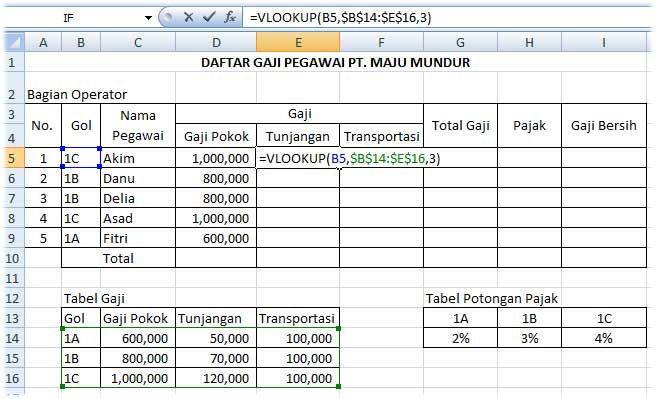 IF =VLOOKUP(B5,$B$14:$E$16,3)
A B C D E F G H I
1 DAFTAR GAJI PEGAWAI PT. MAJU MUNDUR
2 Bagian Operator
3 No. Gol Nama Pegawai Gaji Total Gaji Pajak Gaji Bersih
4 Gaji Pokok Tunjangan Transportasi
5 1 1C Akim 1,000,000 =VLOOKUP(B5,$B$14:$E$16,3)
6 2 1B Danu 800,000
7 3 1B Delia 800,000
8 4 1C Asad 1,000,000
9 5 1A Fitri 600,000
10 Total
11
12 Tabel Gaji Tabel Potongan Pajak
13 Gol Gaji Pokok Tunjangan Transportasi 1A 1B 1C
14 1A 600,000 50,000 100,000 2% 3% 4%
15 1B 800,000 70,000 100,000
16 1C 1,000,000 120,000 100,000